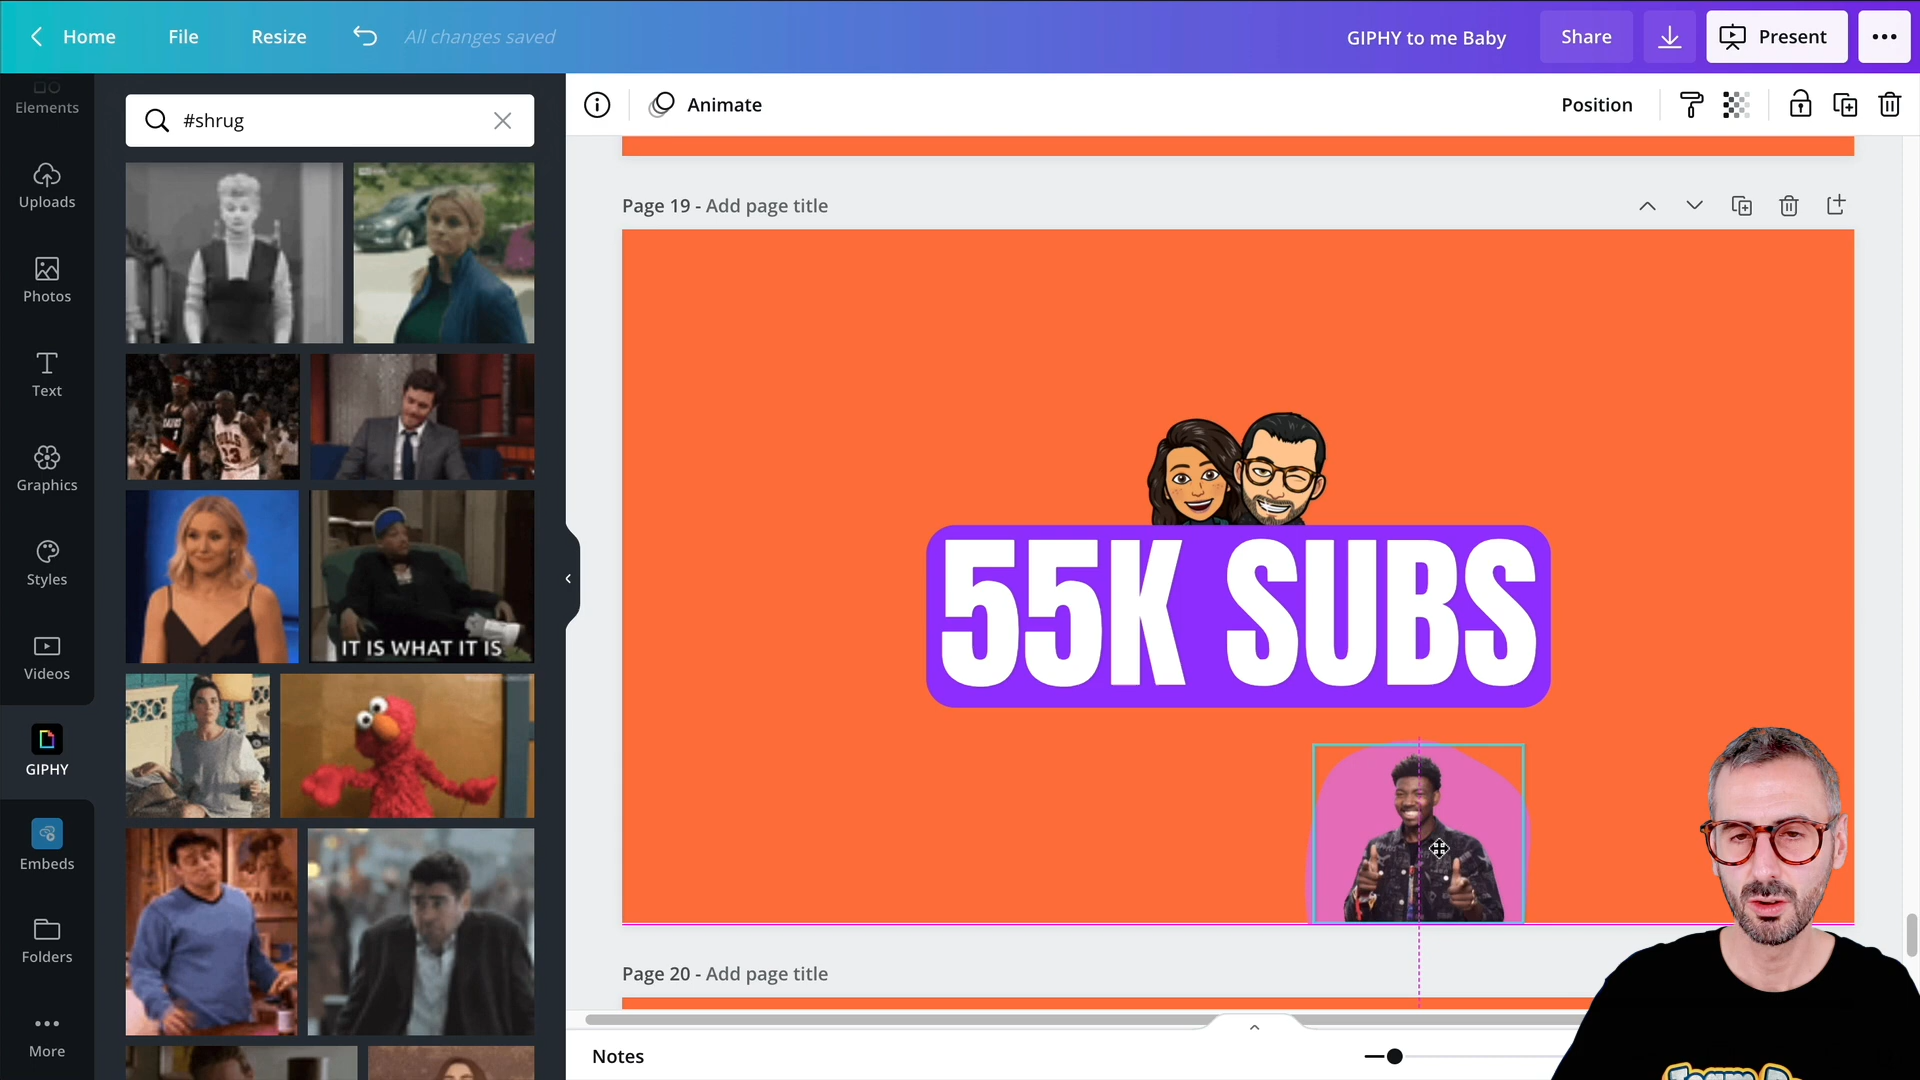 Home
File
Resize
All changes saved
GIPHY to me Baby
Share
Present
Elements
Uploads
Photos
Text
Graphics
Styles
Videos
GIPHY
Embeds
Folders
More
#shrug
IT IS WHAT IT IS
Animate
Position
Page 19 - Add page title
55K SUBS
Page 20 - Add page title
Notes